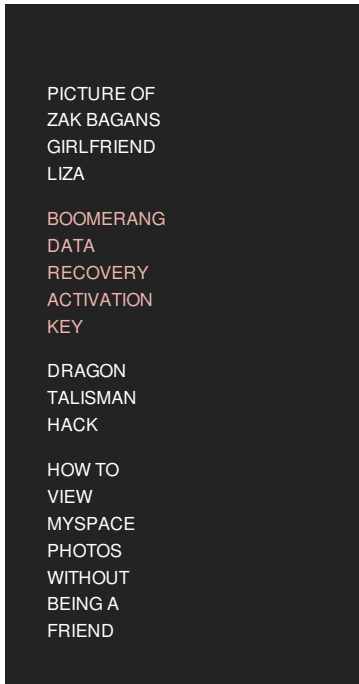 PICTURE OF
ZAK BAGANS
GIRLFRIEND
LIZA
BOOMERANG
DATA
RECOVERY
ACTIVATION
KEY
DRAGON
TALISMAN
HACK
HOW TO
VIEW
MYSPACE
PHOTOS
WITHOUT
BEING A
FRIEND